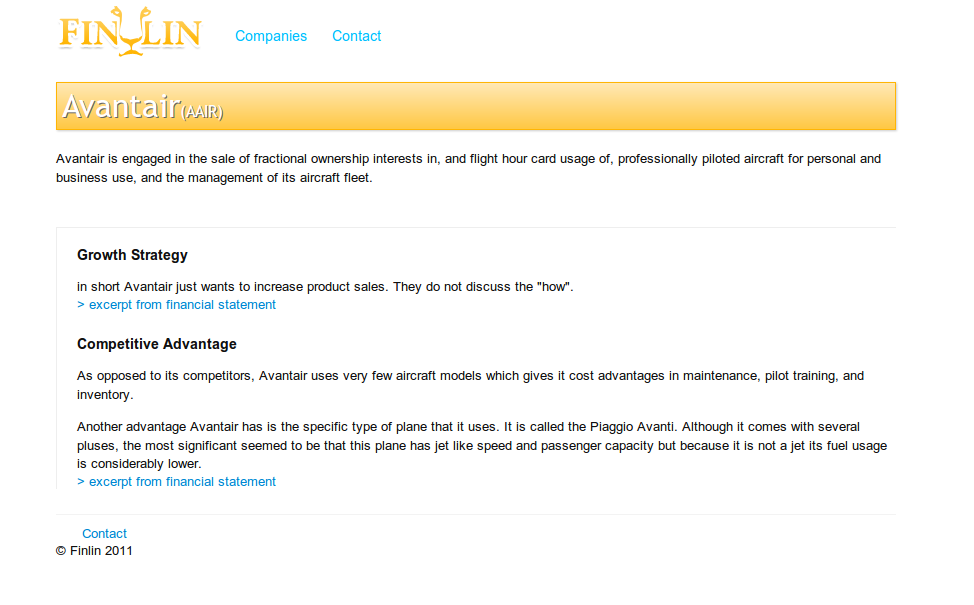 FINLIN Companies Contact
Avantair(AAIR)
Avantair is engaged in the sale of fractional ownership interests in, and flight hour card usage of, professionally piloted aircraft for personal and
business use, and the management of its aircraft fleet.
Growth Strategy
in short Avantair just wants to increase product sales. They do not discuss the "how".
> excerpt from financial statement
Competitive Advantage
As opposed to its competitors, Avantair uses very few aircraft models which gives it cost advantages in maintenance, pilot training, and
inventory.
Another advantage Avantair has is the specific type of plane that it uses. It is called the Piaggio Avanti. Although it comes with several
pluses, the most significant seemed to be that this plane has jet like speed and passenger capacity but because it is not a jet its fuel usage
is considerably lower.
> excerpt from financial statement
Contact
© Finlin 2011